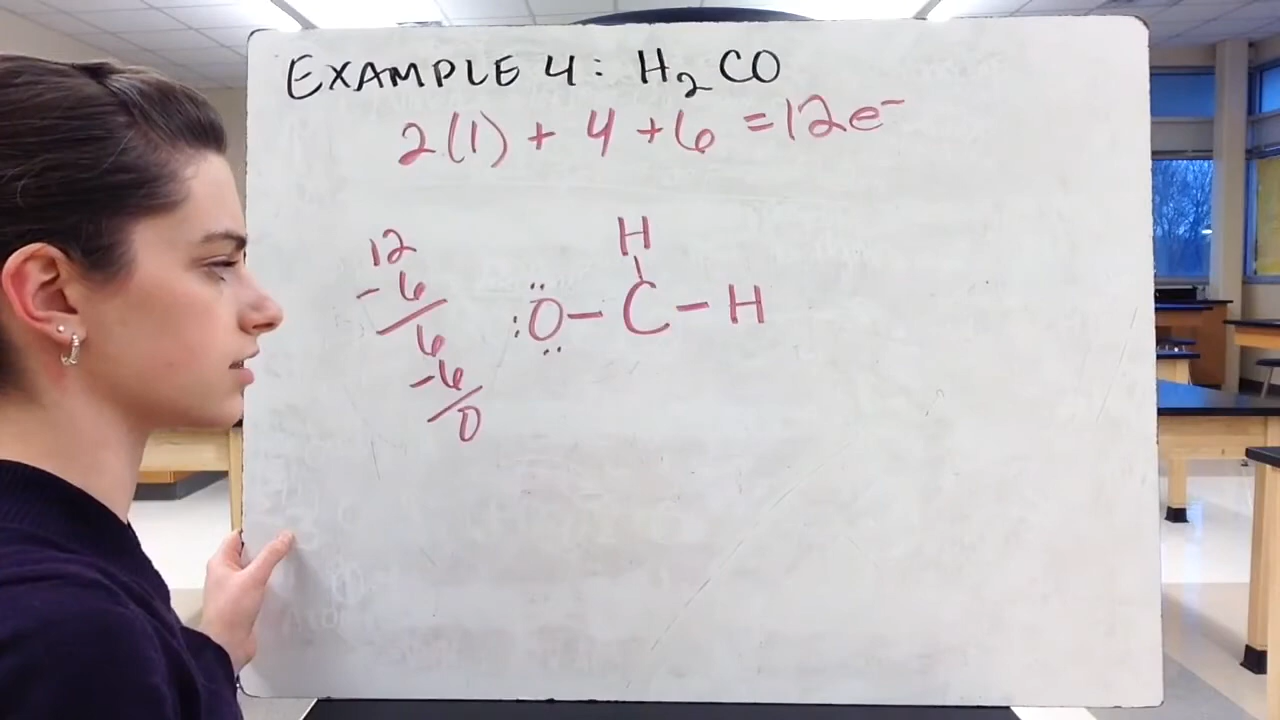 EXAMPLE 4: H₂CO
2(1) + 4 + 6 = 12e⁻
12
- 6
6
- 6
0
H
:Ö - C - H